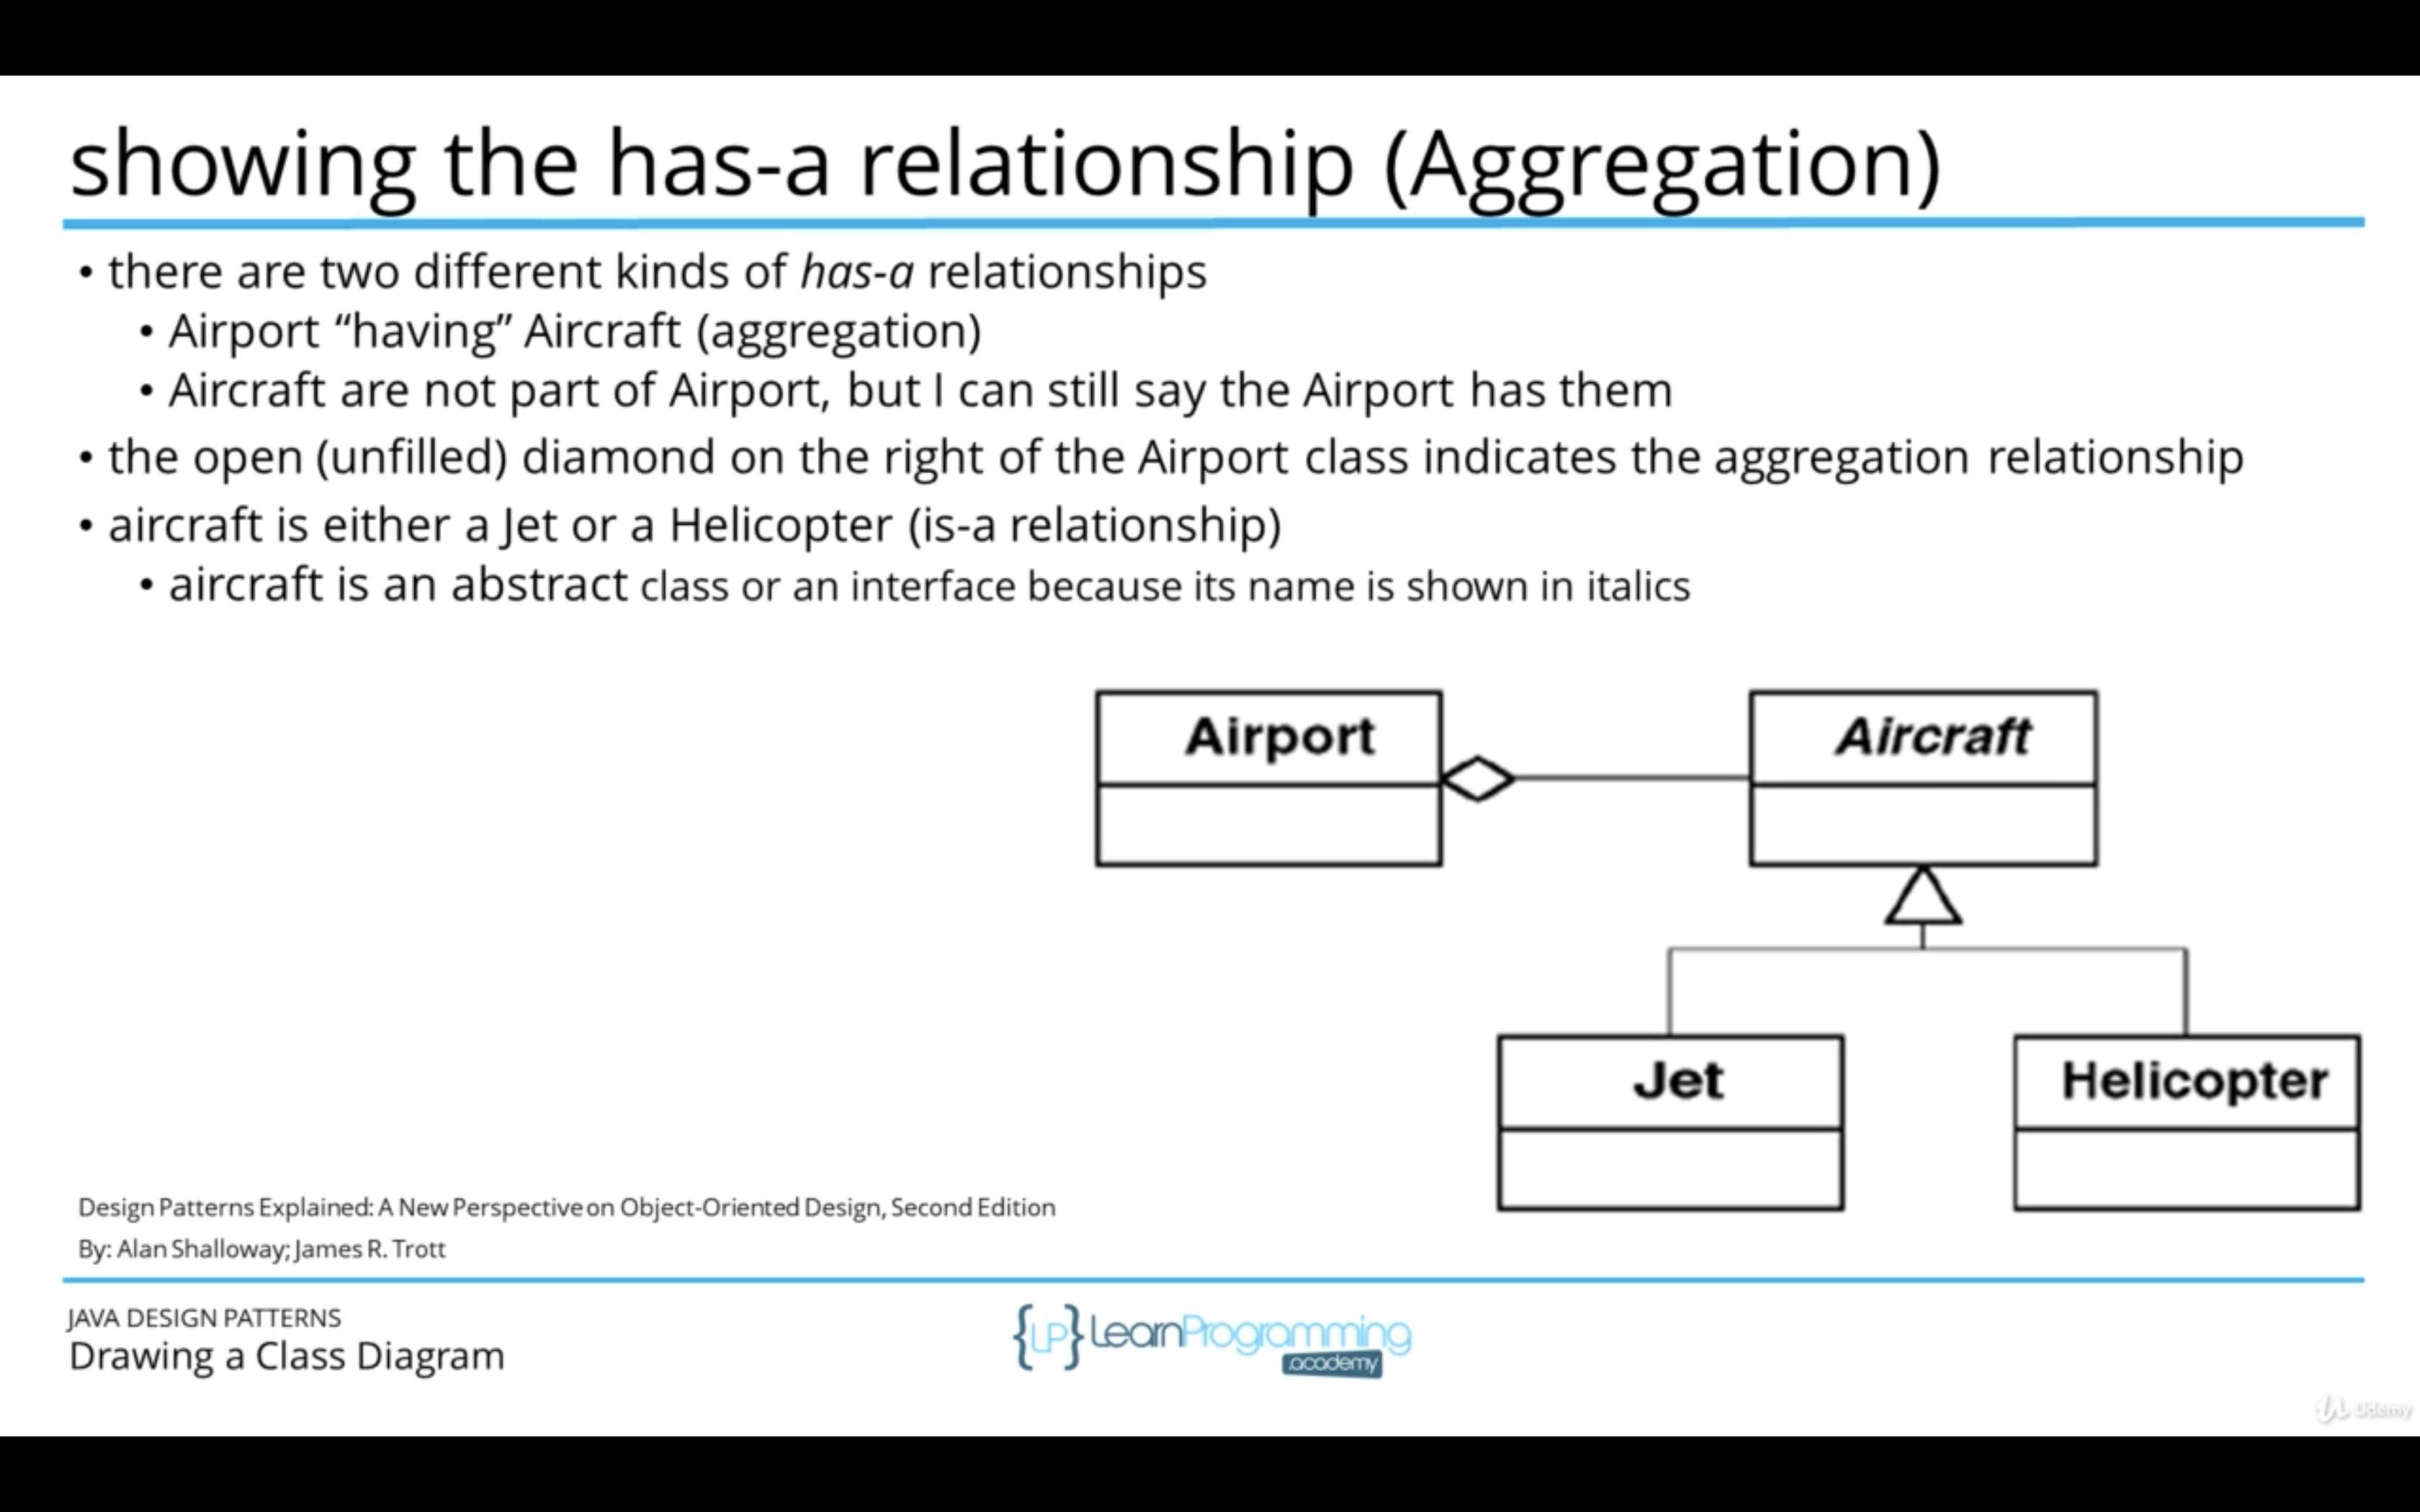 showing the has-a relationship (Aggregation)
• there are two different kinds of has-a relationships
• Airport “having” Aircraft (aggregation)
• Aircraft are not part of Airport, but I can still say the Airport has them
• the open (unfilled) diamond on the right of the Airport class indicates the aggregation relationship
• aircraft is either a Jet or a Helicopter (is-a relationship)
• aircraft is an abstract class or an interface because its name is shown in italics
Airport
Aircraft
Jet
Helicopter
Design Patterns Explained: A New Perspective on Object-Oriented Design, Second Edition
By: Alan Shalloway; James R. Trott
JAVA DESIGN PATTERNS
Drawing a Class Diagram
{LP} LearnProgramming
academy
Udemy